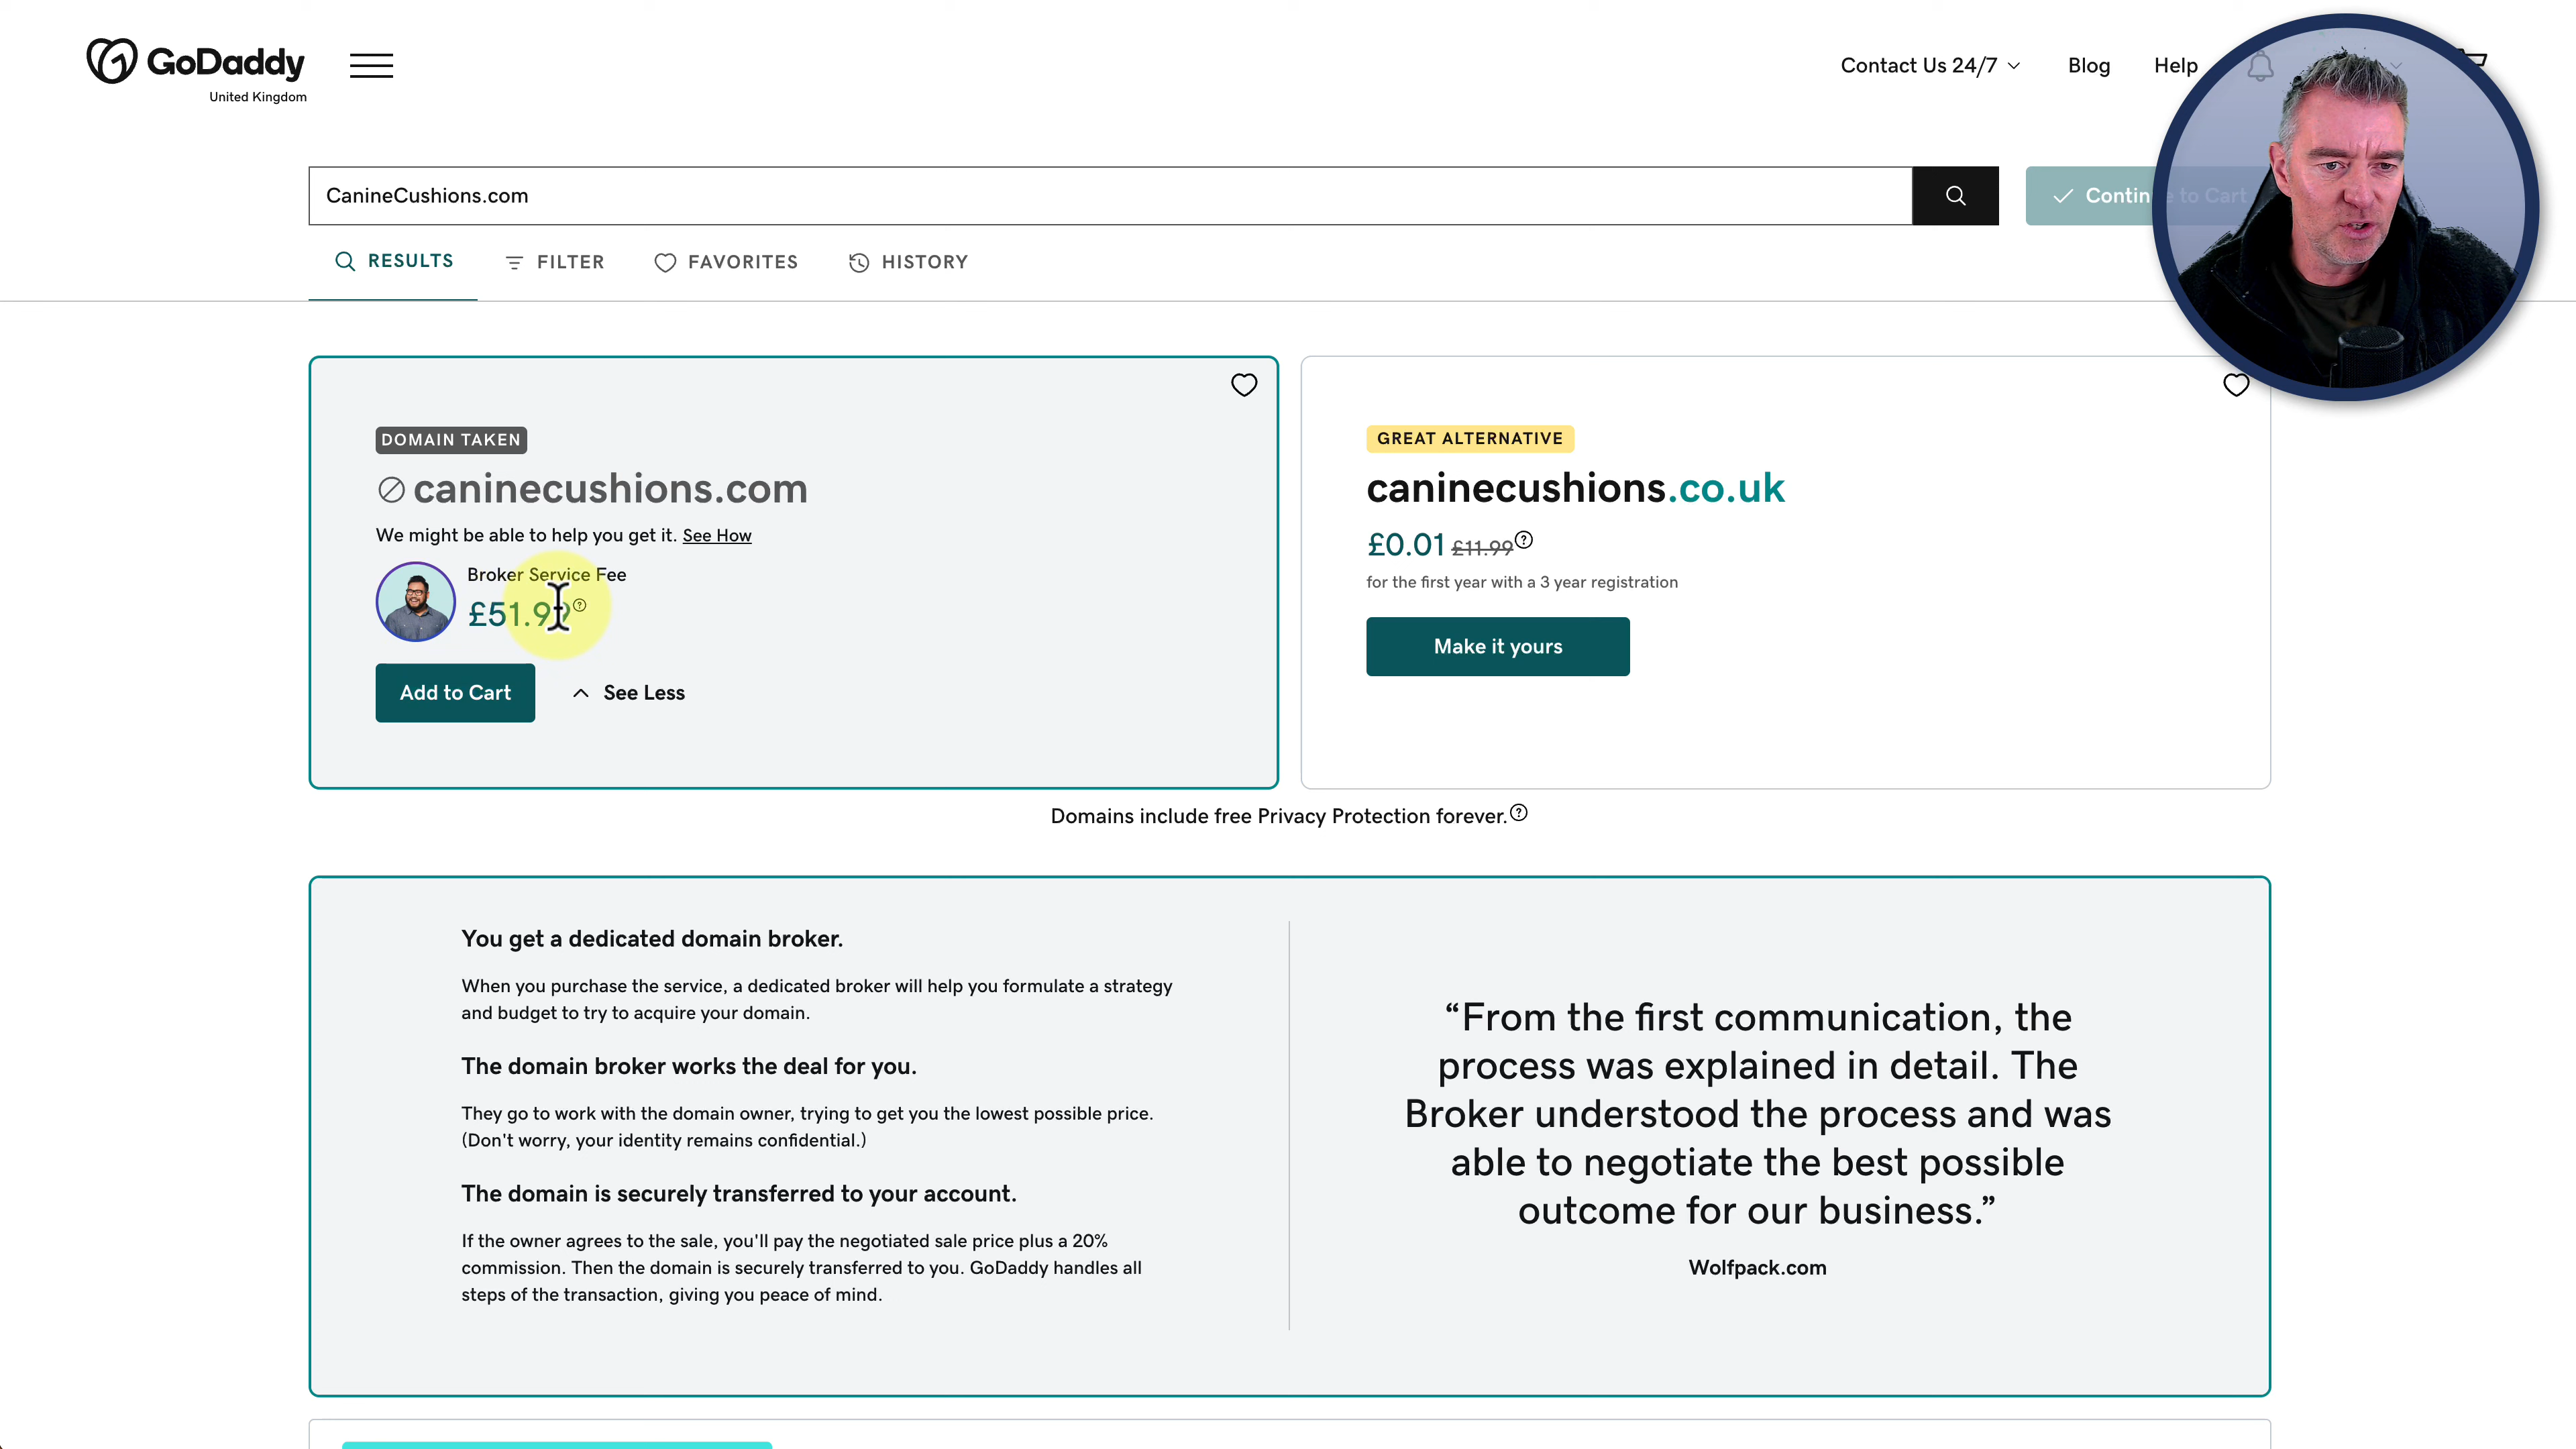 GoDaddy
United Kingdom
Contact Us 24/7
Blog
Help
CanineCushions.com
Continue to Cart
RESULTS
FILTER
FAVORITES
HISTORY
DOMAIN TAKEN
caninecushions.com
We might be able to help you get it. See How
Broker Service Fee
£51.99
Add to Cart
See Less
GREAT ALTERNATIVE
caninecushions.co.uk
£0.01 £11.99
for the first year with a 3 year registration
Make it yours
Domains include free Privacy Protection forever.
You get a dedicated domain broker.
When you purchase the service, a dedicated broker will help you formulate a strategy
and budget to try to acquire your domain.
The domain broker works the deal for you.
They go to work with the domain owner, trying to get you the lowest possible price.
(Don't worry, your identity remains confidential.)
The domain is securely transferred to your account.
If the owner agrees to the sale, you'll pay the negotiated sale price plus a 20%
commission. Then the domain is securely transferred to you. GoDaddy handles all
steps of the transaction, giving you peace of mind.
“From the first communication, the
process was explained in detail. The
Broker understood the process and was
able to negotiate the best possible
outcome for our business.”
Wolfpack.com